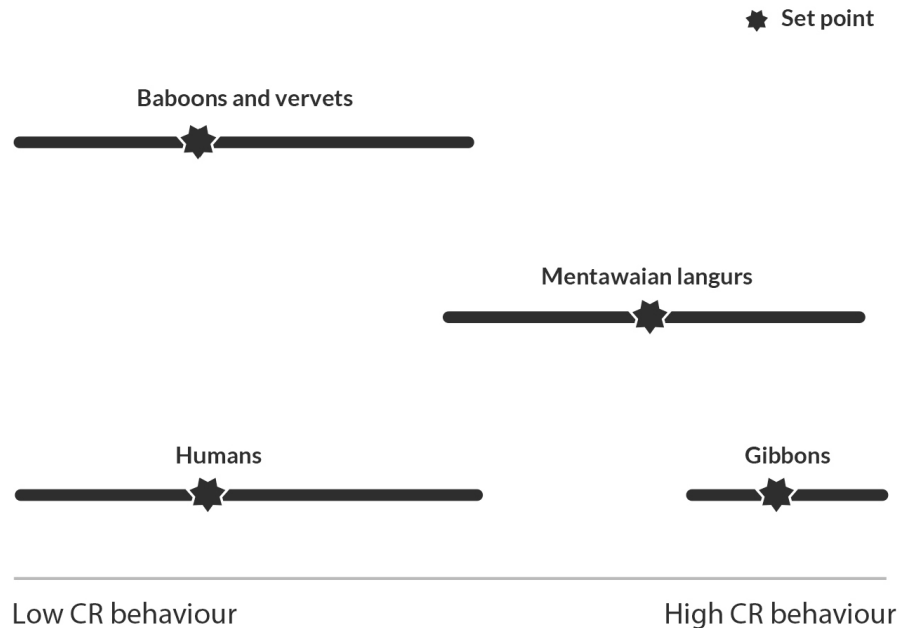 Set point
Baboons and vervets
Mentawaian langurs
Humans
Gibbons
Low CR behaviour
High CR behaviour